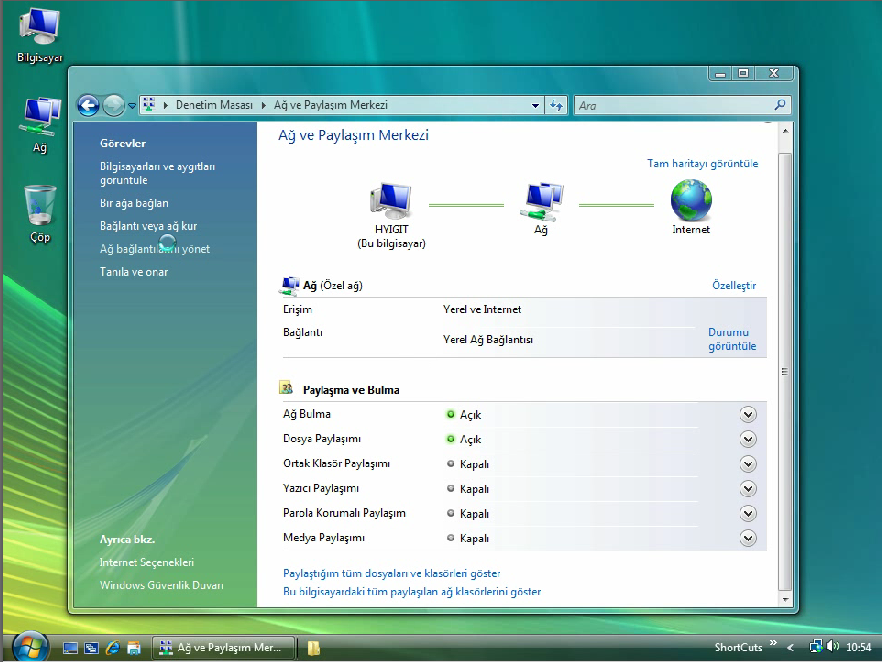 Bilgisayar
Ağ
Çöp
Denetim Masası
Ağ ve Paylaşım Merkezi
Ara
Görevler
Bilgisayarları ve aygıtları
görüntüle
Bir ağa bağlan
Bağlantı veya ağ kur
Ağ bağlantılarını yönet
Tanıla ve onar
Ayrıca bkz.
Internet Seçenekleri
Windows Güvenlik Duvarı
Ağ ve Paylaşım Merkezi
Tam haritayı görüntüle
HYIGIT
(Bu bilgisayar)
Ağ
Internet
Ağ (Özel ağ)
Özelleştir
Erişim
Yerel ve Internet
Bağlantı
Yerel Ağ Bağlantısı
Durumu
görüntüle
Paylaşma ve Bulma
Ağ Bulma
Açık
Dosya Paylaşımı
Açık
Ortak Klasör Paylaşımı
Kapalı
Yazıcı Paylaşımı
Kapalı
Parola Korumalı Paylaşım
Kapalı
Medya Paylaşımı
Kapalı
Paylaştığım tüm dosyaları ve klasörleri göster
Bu bilgisayardaki tüm paylaşılan ağ klasörlerini göster
Ağ ve Paylaşım Mer...
ShortCuts
10:54